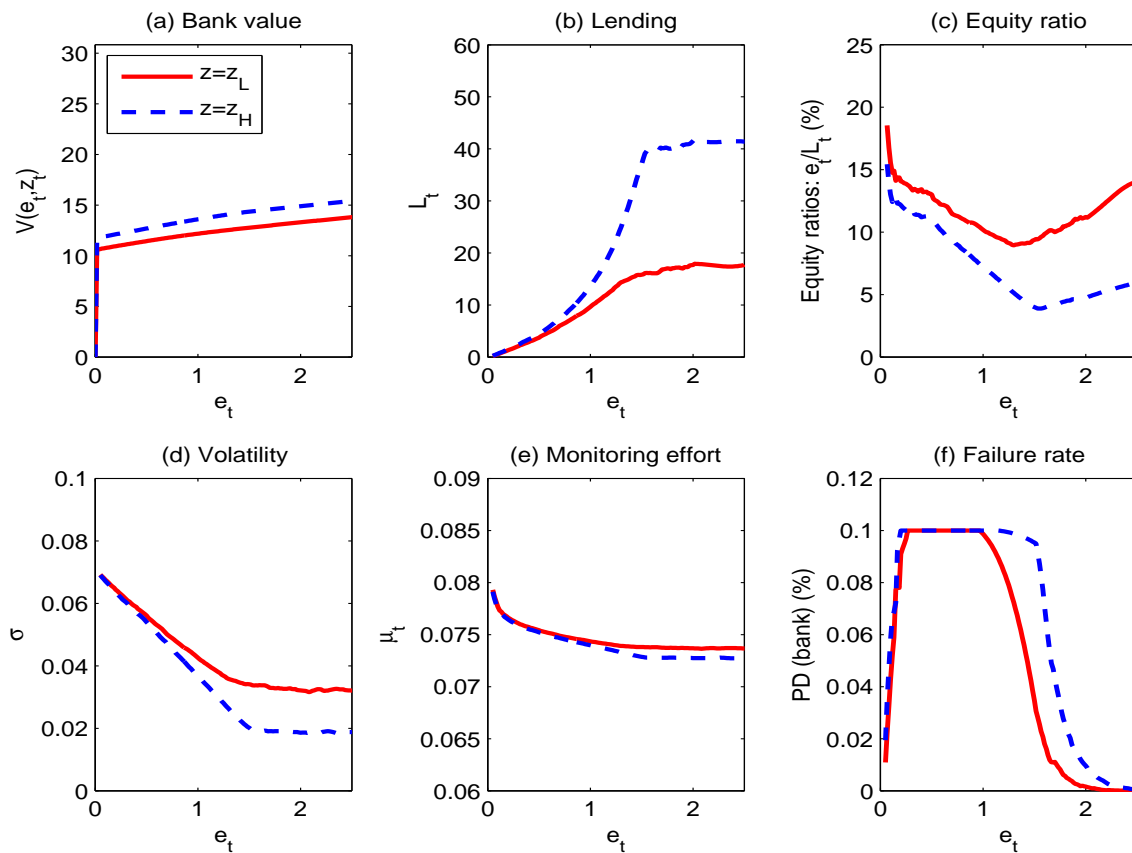 (a) Bank value
(b) Lending
(c) Equity ratio
30
25
20
15
10
5
0
V(e_t,z_t)
z=z_L
z=z_H
0 1 2
e_t
60
50
40
30
20
10
0
L_t
0 1 2
e_t
25
20
15
10
5
0
Equity ratios: e_t/L_t (%)
0 1 2
e_t
(d) Volatility
(e) Monitoring effort
(f) Failure rate
0.1
0.08
0.06
0.04
0.02
0
σ
0 1 2
e_t
0.09
0.085
0.08
0.075
0.07
0.065
0.06
μ_t
0 1 2
e_t
0.12
0.1
0.08
0.06
0.04
0.02
0
PD (bank) (%)
0 1 2
e_t